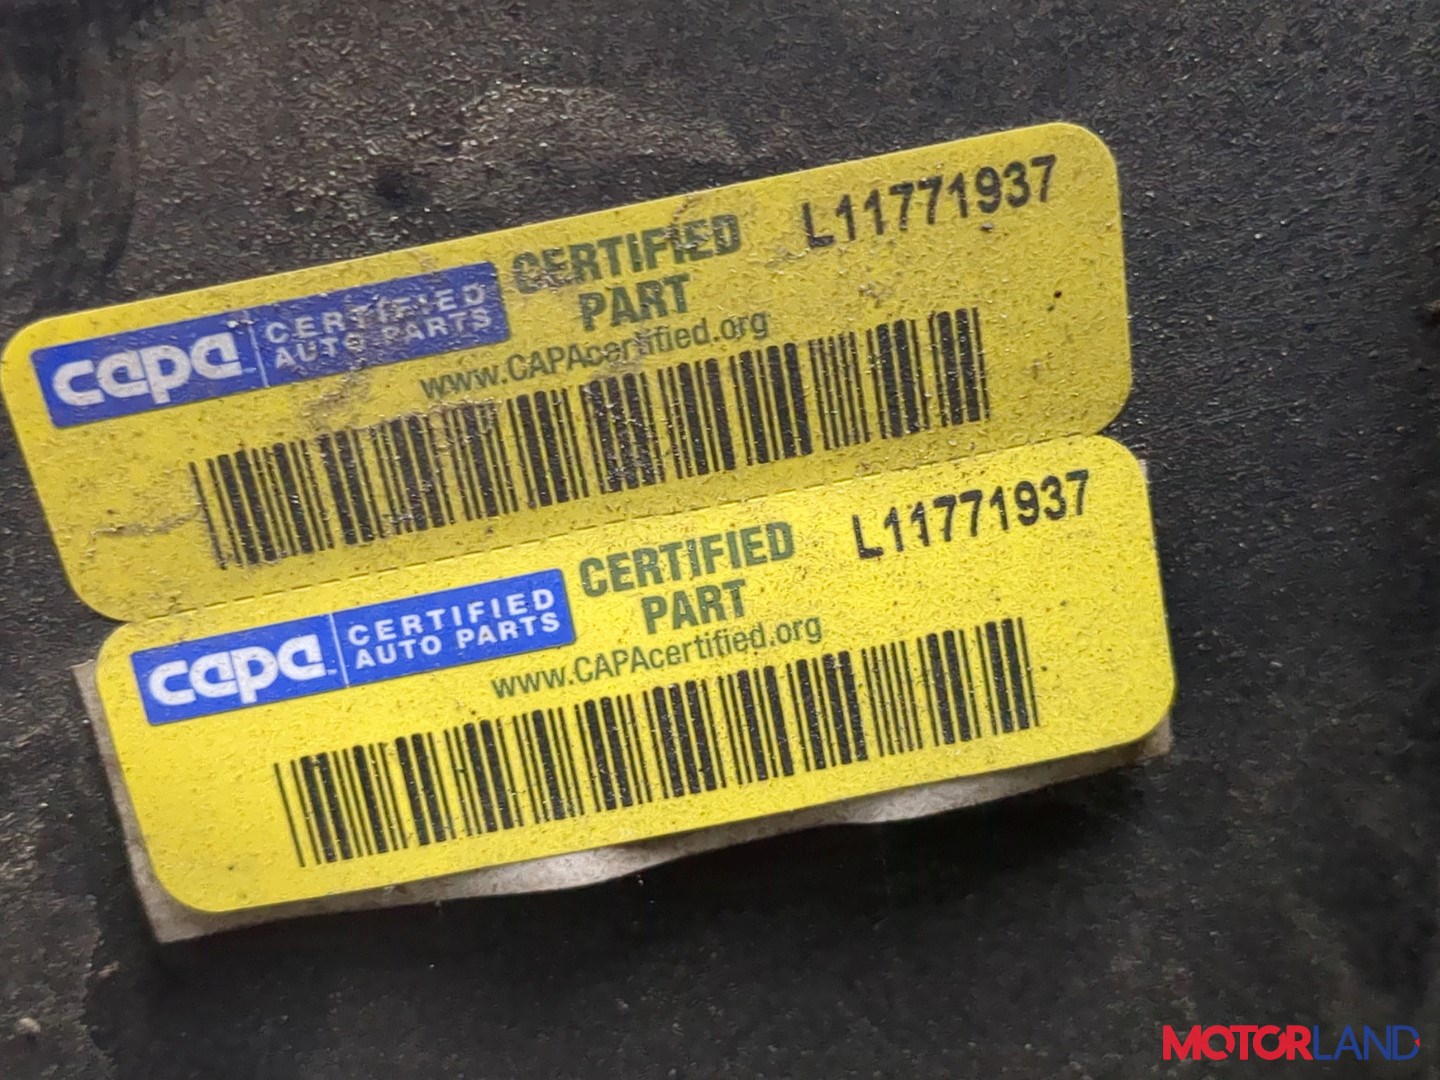 L11771937
CERTIFIED
PART
capa CERTIFIED
AUTO PARTS
www.CAPAcertified.org
L11771937
CERTIFIED
PART
capa CERTIFIED
AUTO PARTS
www.CAPAcertified.org
MOTORLAND